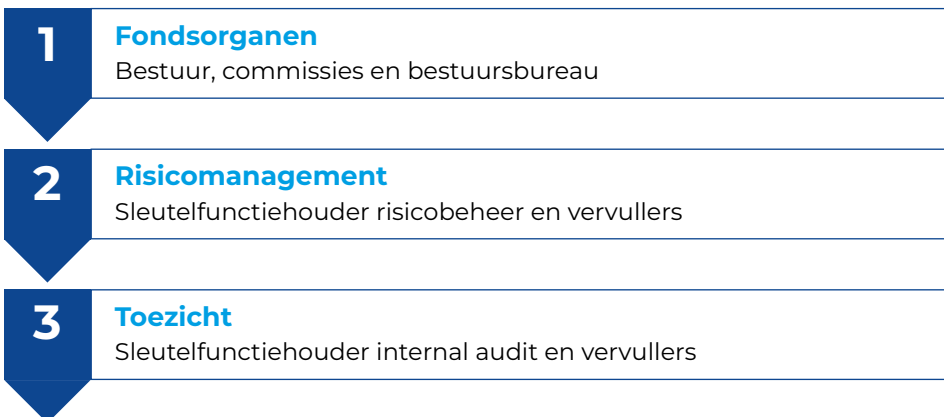 1
Fondsorganen
Bestuur, commissies en bestuursbureau
2
Risicomanagement
Sleutelfunctiehouder risicobeheer en vervullers
3
Toezicht
Sleutelfunctiehouder internal audit en vervullers